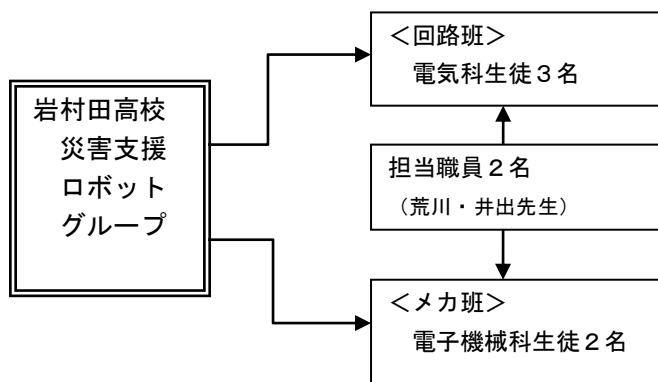 岩村田高校
災害支援
ロボット
グループ
＜回路班＞
電気科生徒３名
担当職員２名
（荒川・井出先生）
＜メカ班＞
電子機械科生徒２名